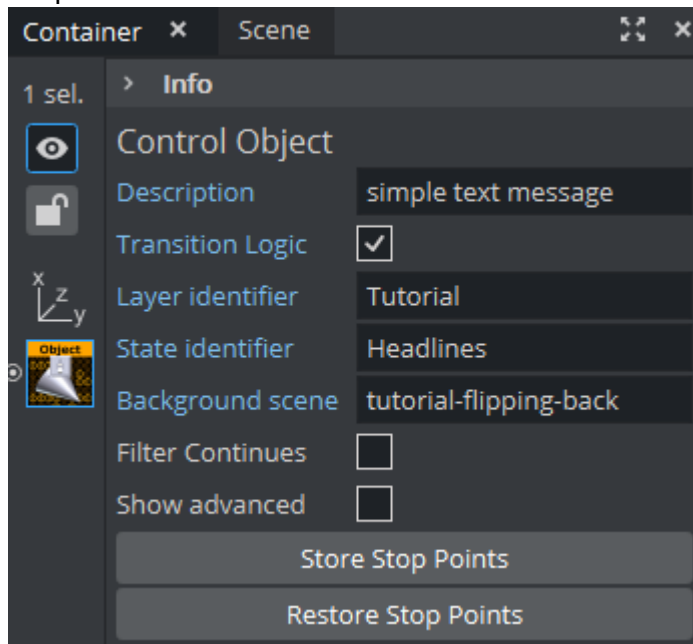 Container × Scene ×
1 sel.
> Info
Control Object
Description simple text message
Transition Logic
Layer identifier Tutorial
x
z
y
Object
State identifier Headlines
Background scene tutorial-flipping-back
Filter Continues
Show advanced
Store Stop Points
Restore Stop Points